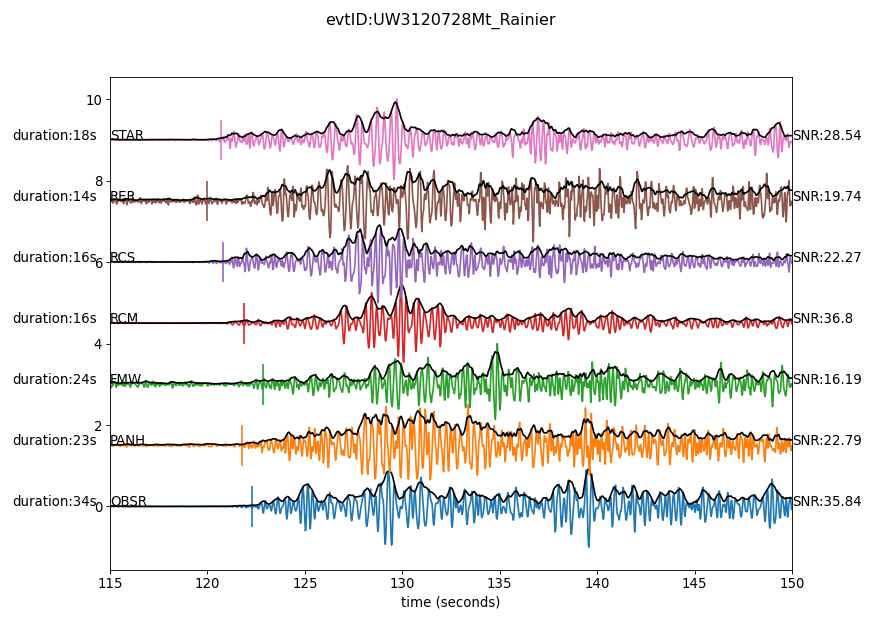 evtID:UW3120728Mt_Rainier
10
duration:18s STAR SNR:28.54
8
duration:14s RER SNR:19.74
duration:16s RCS SNR:22.27
6
duration:16s RCM SNR:36.8
4
duration:24s FMW SNR:16.19
2
duration:23s PANH SNR:22.79
duration:34s OBSR SNR:35.84
0
115 120 125 130 135 140 145 150
time (seconds)